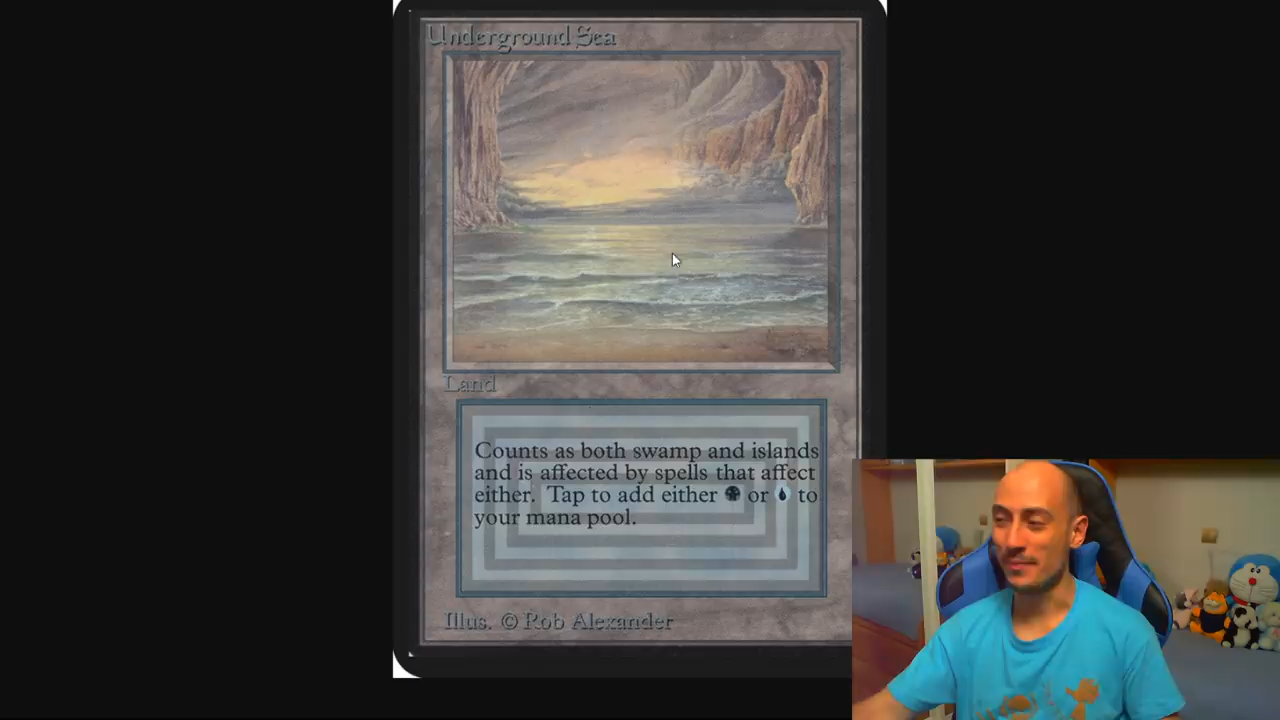 Underground Sea
Land
Counts as both swamp and islands
and is affected by spells that affect
either. Tap to add either or to
your mana pool.
Illus. © Rob Alexander